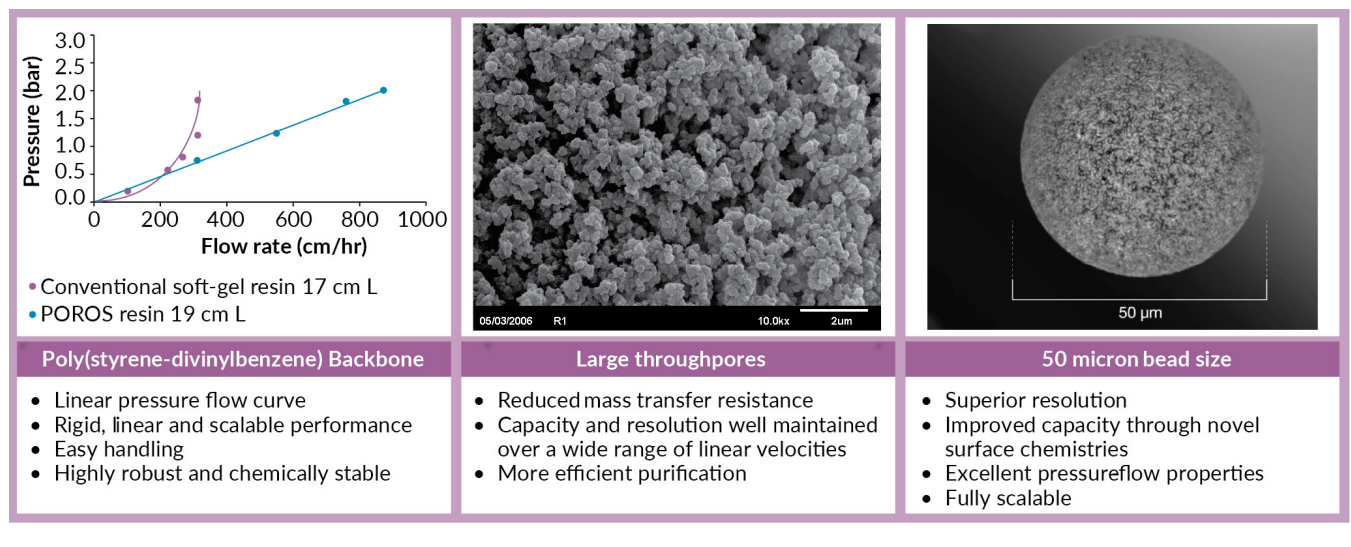 3.0
2.5
2.0
1.5
1.0
0.5
0.0
Pressure (bar)
0 200 400 600 800 1000
Flow rate (cm/hr)
• Conventional soft-gel resin 17 cm L
• POROS resin 19 cm L
Poly(styrene-divinylbenzene) Backbone
• Linear pressure flow curve
• Rigid, linear and scalable performance
• Easy handling
• Highly robust and chemically stable
05/03/2006 R1 10.0kx 2um
Large throughpores
• Reduced mass transfer resistance
• Capacity and resolution well maintained
over a wide range of linear velocities
• More efficient purification
50 µm
50 micron bead size
• Superior resolution
• Improved capacity through novel
surface chemistries
• Excellent pressureflow properties
• Fully scalable